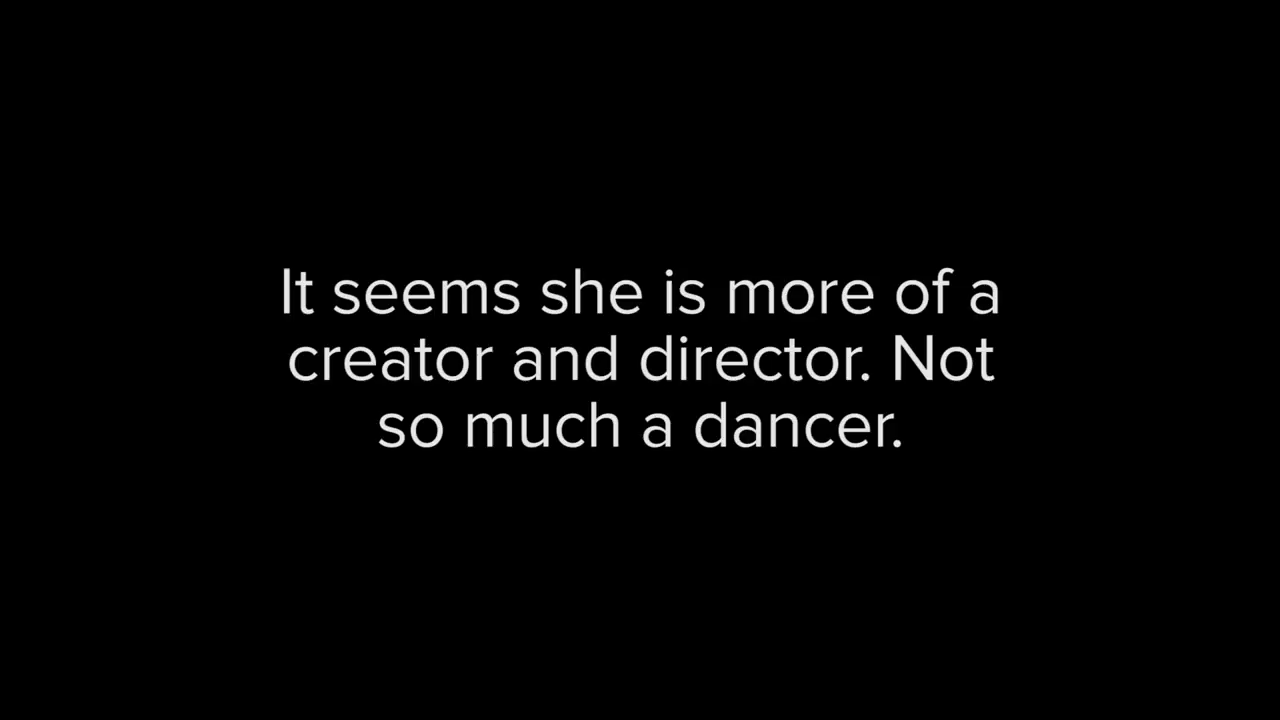 It seems she is more of a
creator and director. Not
so much a dancer.